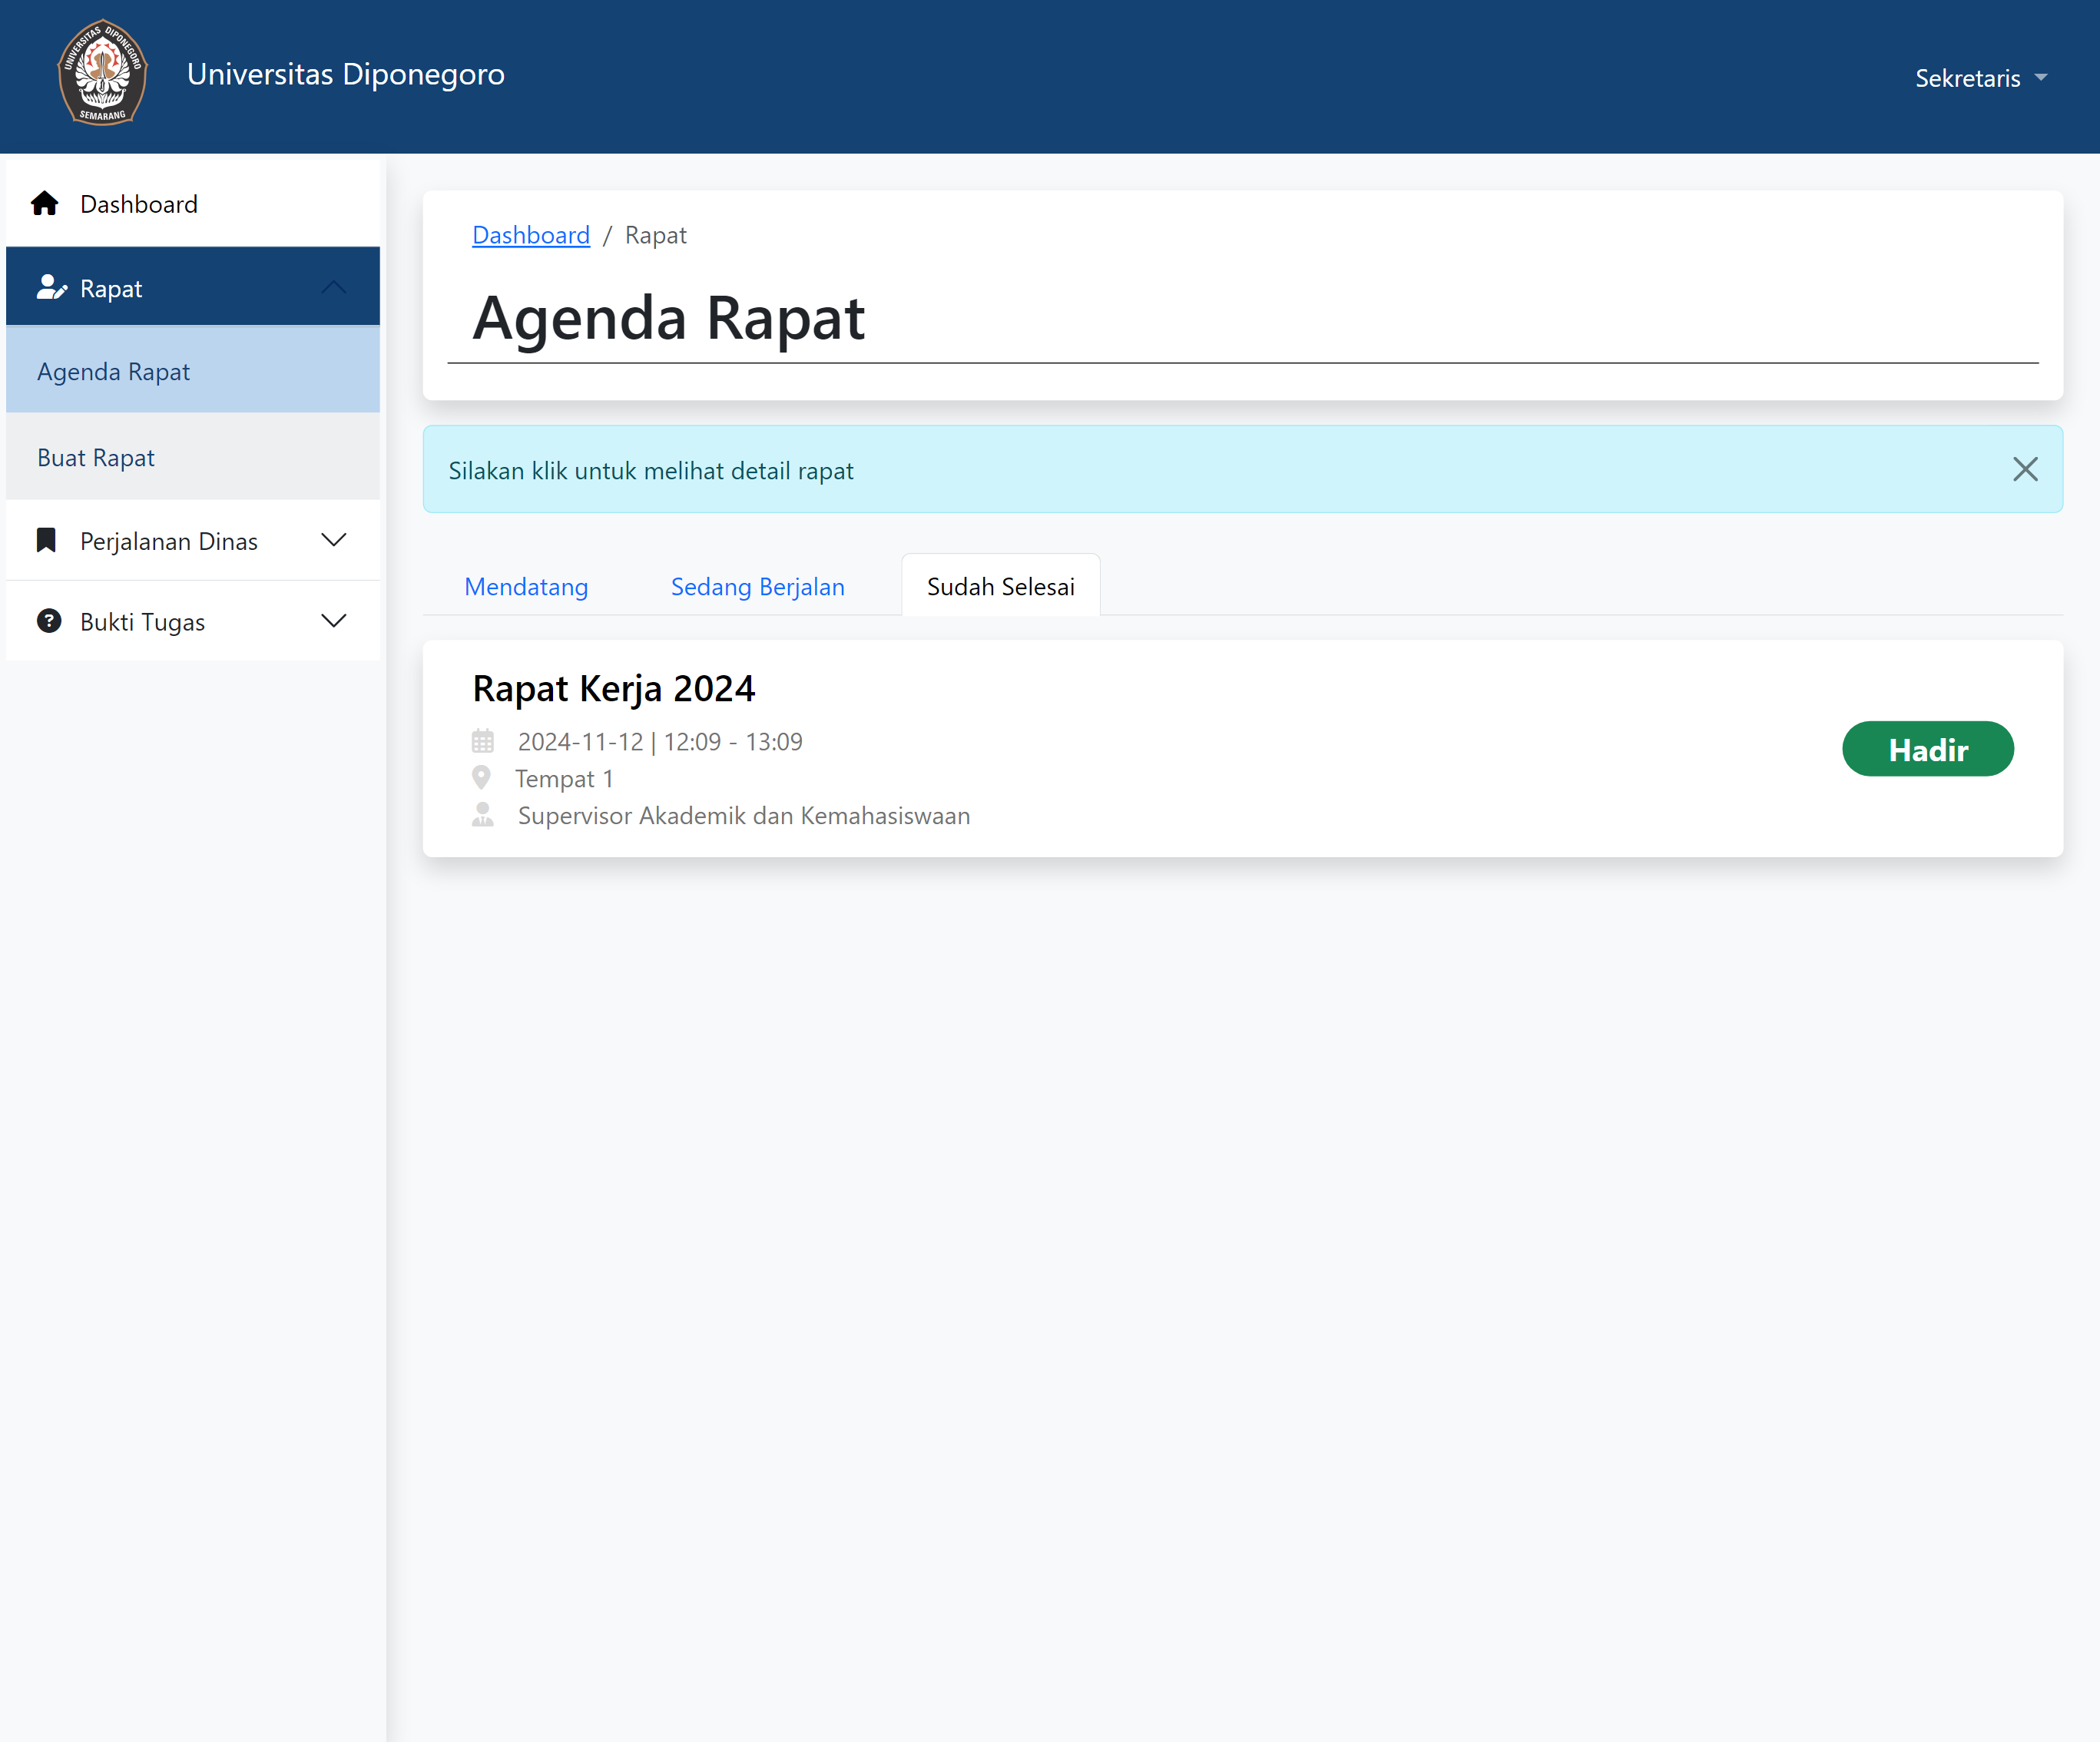 UNIVERSITAS DIPONEGORO
SEMARANG
Universitas Diponegoro
Sekretaris
Dashboard
Rapat
Agenda Rapat
Buat Rapat
Perjalanan Dinas
Bukti Tugas
Dashboard / Rapat
Agenda Rapat
Silakan klik untuk melihat detail rapat
Mendatang
Sedang Berjalan
Sudah Selesai
Rapat Kerja 2024
2024-11-12 | 12:09 - 13:09
Tempat 1
Supervisor Akademik dan Kemahasiswaan
Hadir